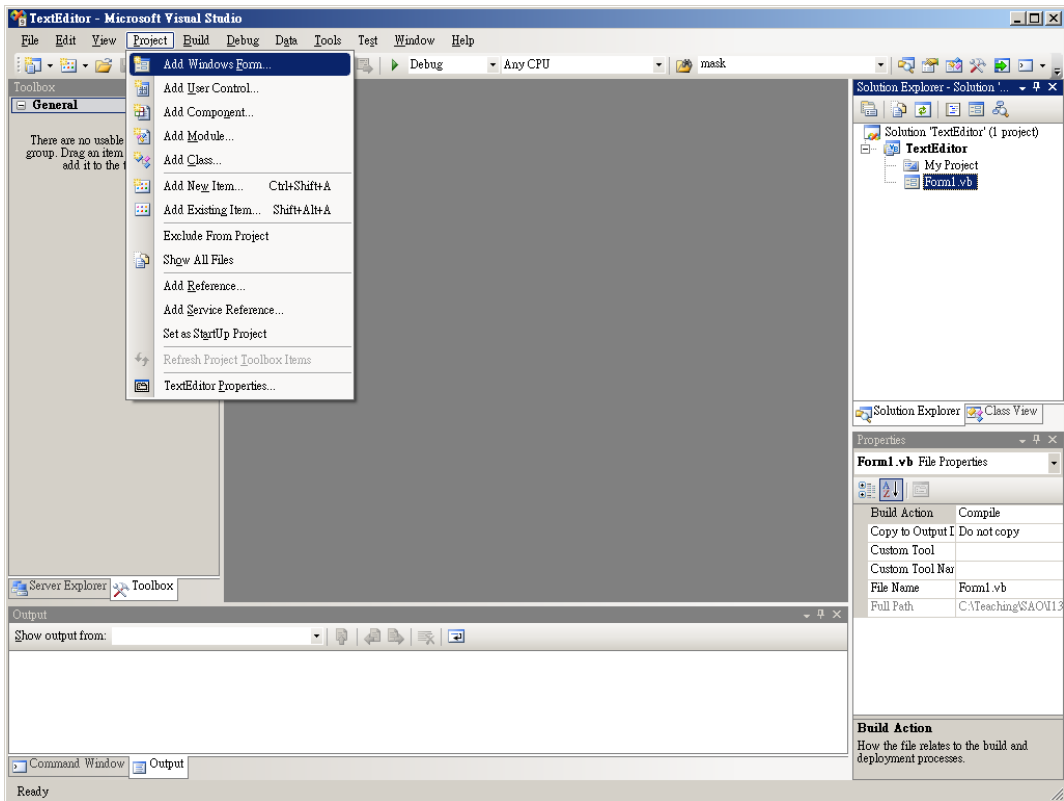 TextEditor - Microsoft Visual Studio
File Edit View Project Build Debug Data Tools Test Window Help
Debug Any CPU mask
Toolbox
General
There are no usable
group. Drag an item
add it to the t
Add Windows Form...
Add User Control...
Add Component...
Add Module...
Add Class...
Add New Item... Ctrl+Shift+A
Add Existing Item... Shift+Alt+A
Exclude From Project
Show All Files
Add Reference...
Add Service Reference...
Set as StartUp Project
Refresh Project Toolbox Items
TextEditor Properties...
Server Explorer Toolbox
Solution Explorer - Solution '...
Solution 'TextEditor' (1 project)
TextEditor
My Project
Form1.vb
Solution Explorer Class View
Properties
Form1.vb File Properties
Build Action Compile
Copy to Output D Do not copy
Custom Tool
Custom Tool Nar
File Name Form1.vb
Full Path C:\Teaching\SAO\I13
Build Action
How the file relates to the build and
deployment processes.
Output
Show output from:
Command Window Output
Ready